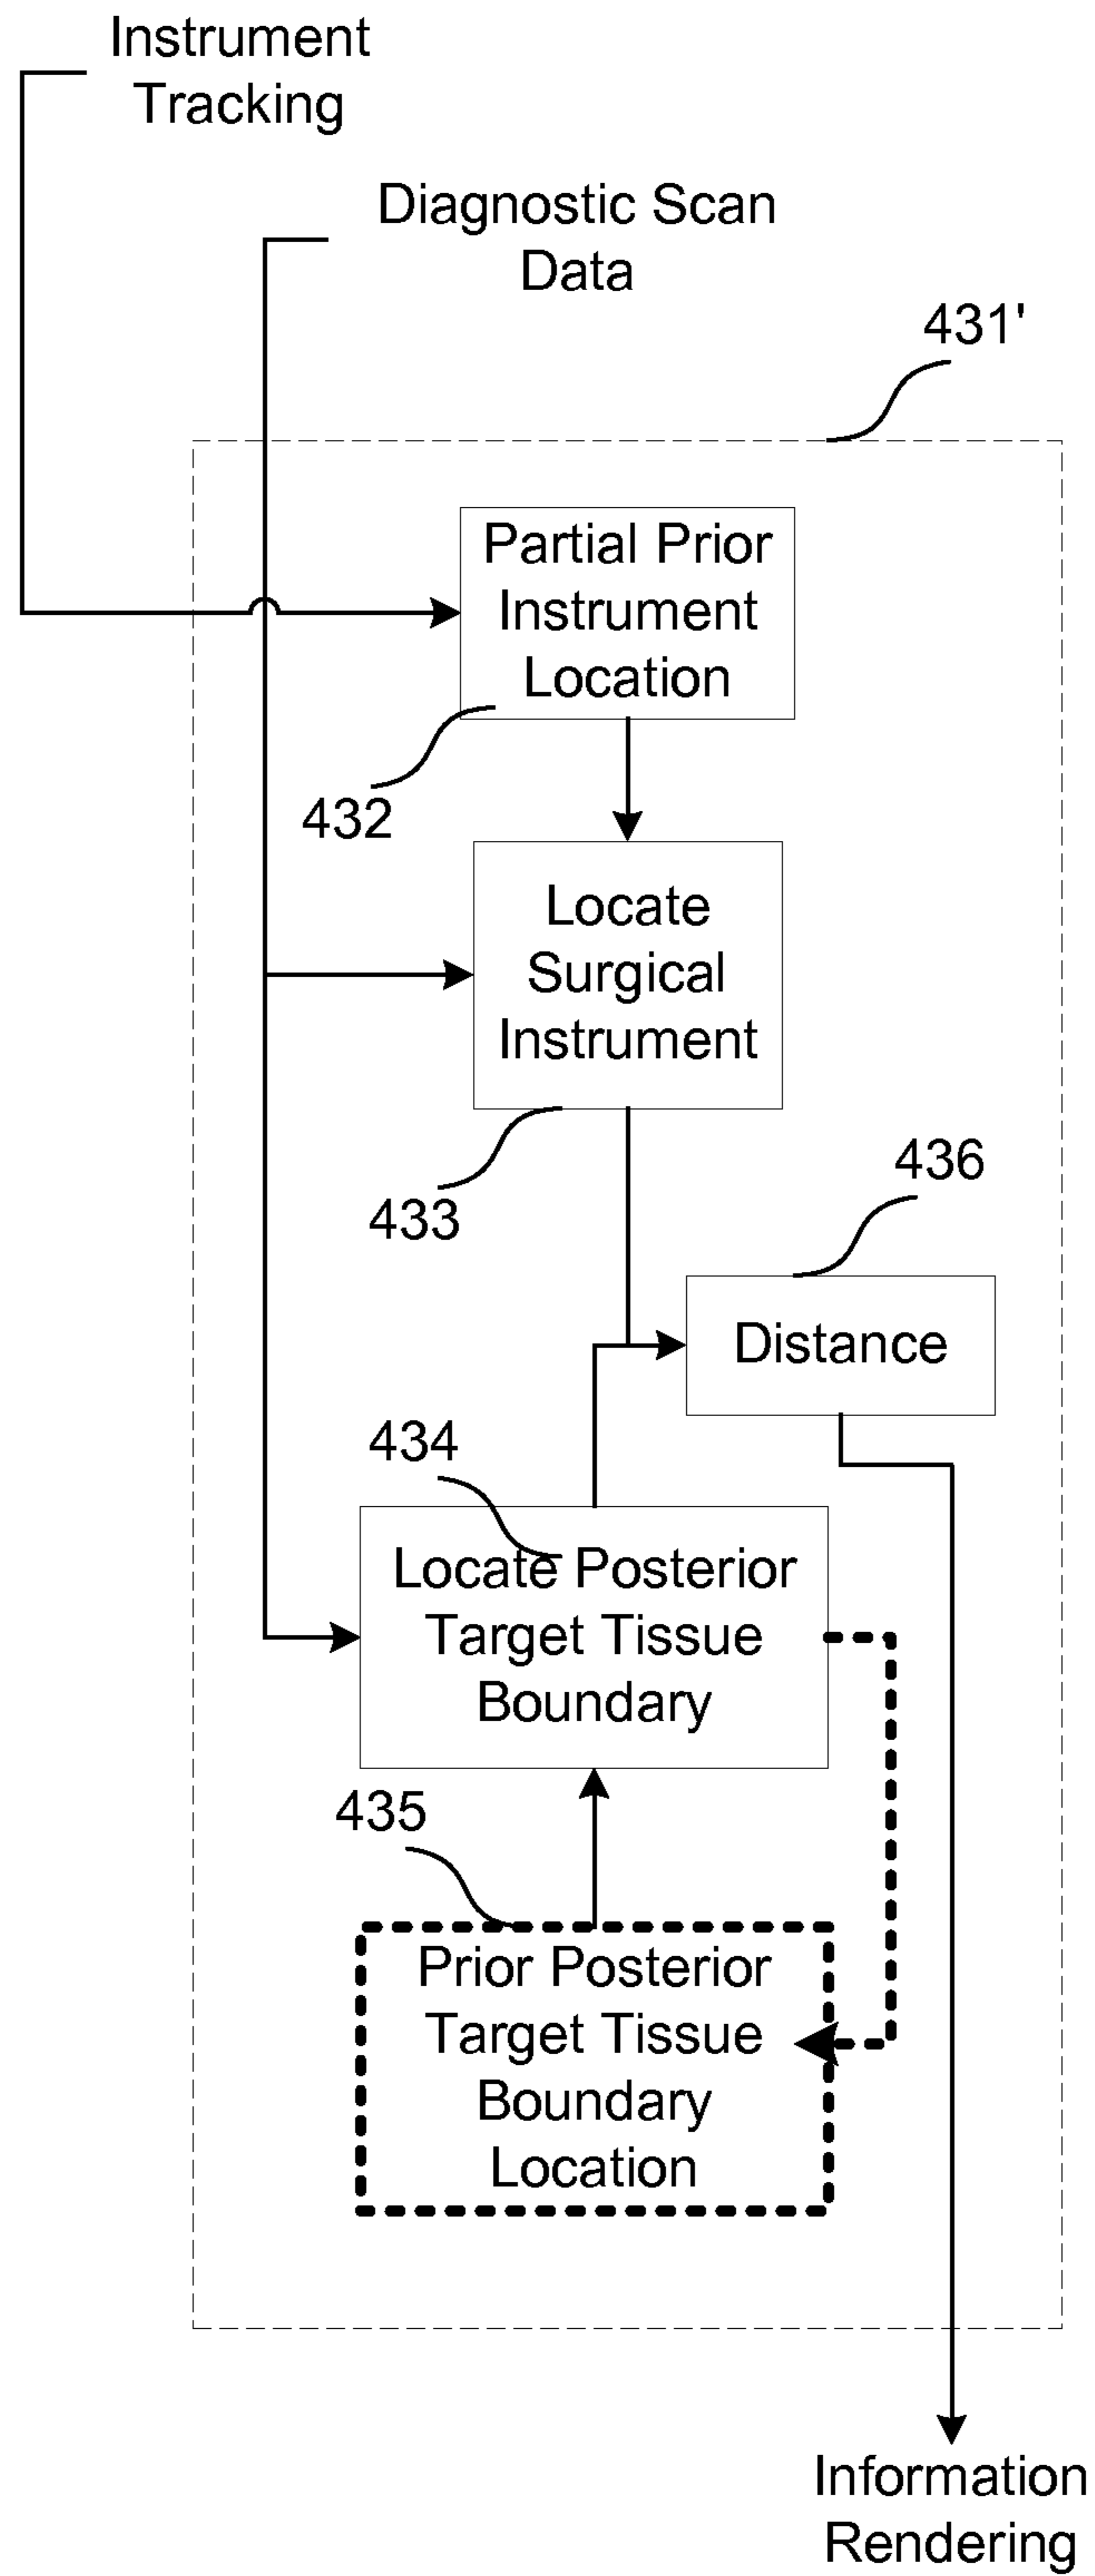 Instrument
Tracking
Diagnostic Scan
Data
431'
Partial Prior
Instrument
Location
432
Locate
Surgical
Instrument
433
436
Distance
434
Locate Posterior
Target Tissue
Boundary
435
Prior Posterior
Target Tissue
Boundary
Location
Information
Rendering